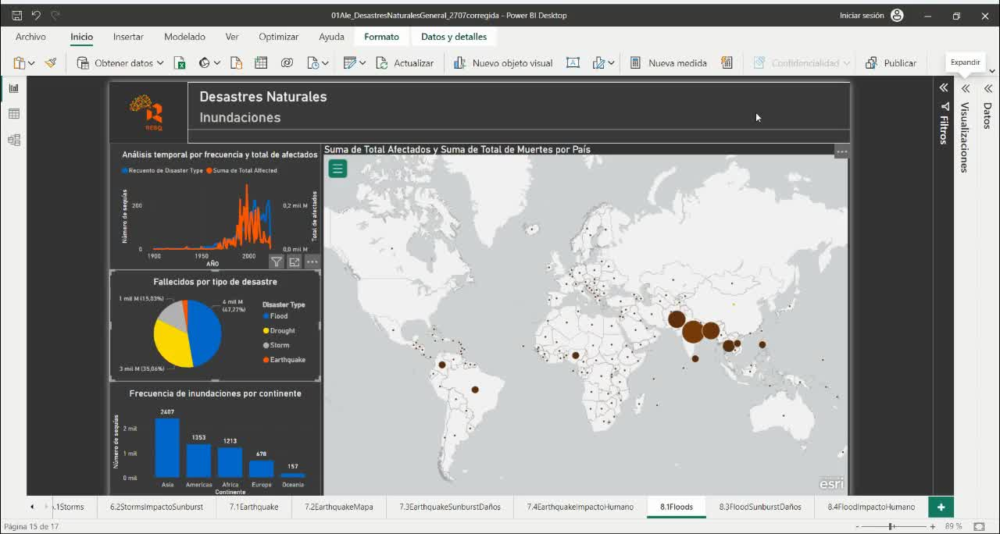 01Ale_DesastresNaturalesGeneral_2707corregida - Power BI Desktop
Iniciar sesión
Archivo Inicio Insertar Modelado Ver Optimizar Ayuda Formato Datos y detalles
Obtener datos Actualizar Nuevo objeto visual Nueva medida Confidencialidad Publicar Expandir
RESQ
Desastres Naturales
Inundaciones
Filtros
Visualizaciones
Datos
Análisis temporal por frecuencia y total de afectados
Recuento de Disaster Type Suma de Total Affected
Número de sequías
200
0
0,2 mil M
0,0 mil M
Total de afectados
1900 1950 2000
AÑO
Fallecidos por tipo de desastre
1 mil M (15,03%)
4 mil M
(47,27%)
3 mil M (35,06%)
Disaster Type
Flood
Drought
Storm
Earthquake
Frecuencia de inundaciones por continente
Número de sequías
2 mil
1 mil
0 mil
2407
1353
1213
678
157
Asia Americas Africa Europe Oceania
Continente
Suma de Total Afectados y Suma de Total de Muertes por País
esri
.1Storms 6.2StormsImpactoSunburst 7.1Earthquake 7.2EarthquakeMapa 7.3EarthquakeSunburstDaños 7.4EarthquakeImpactoHumano 8.1Floods 8.3FloodSunburstDaños 8.4FloodImpactoHumano
Página 15 de 17
89 %